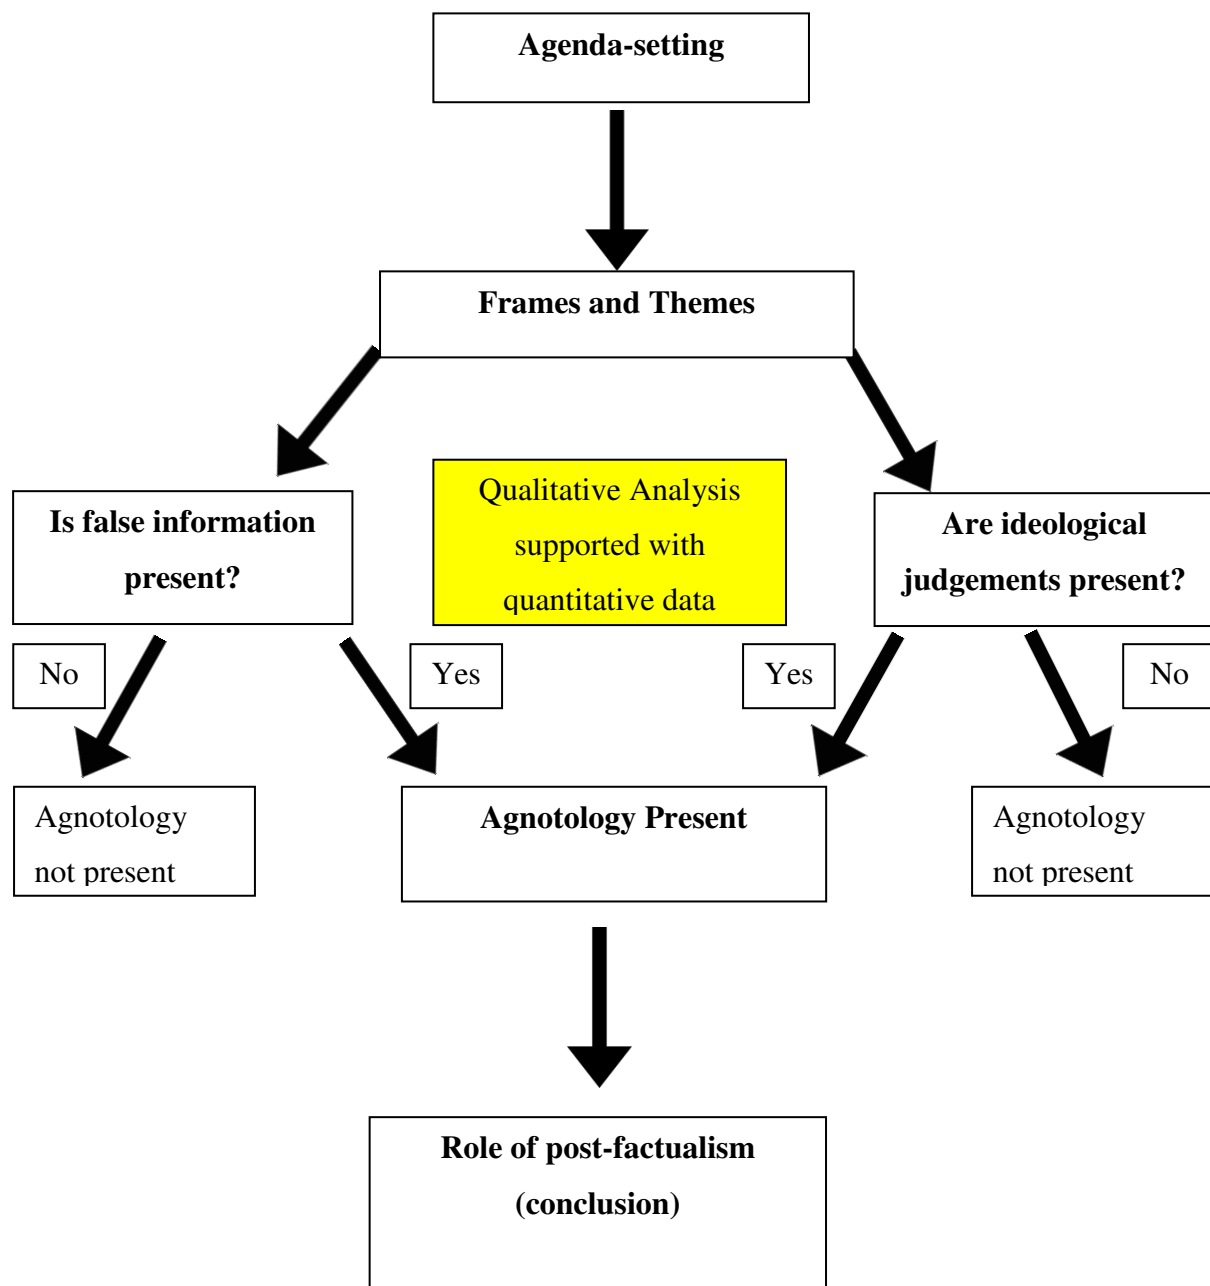 Agenda-setting
Frames and Themes
Is false information
present?
Qualitative Analysis
supported with
quantitative data
Are ideological
judgements present?
No
Yes
Yes
No
Agnotology
not present
Agnotology Present
Agnotology
not present
Role of post-factualism
(conclusion)